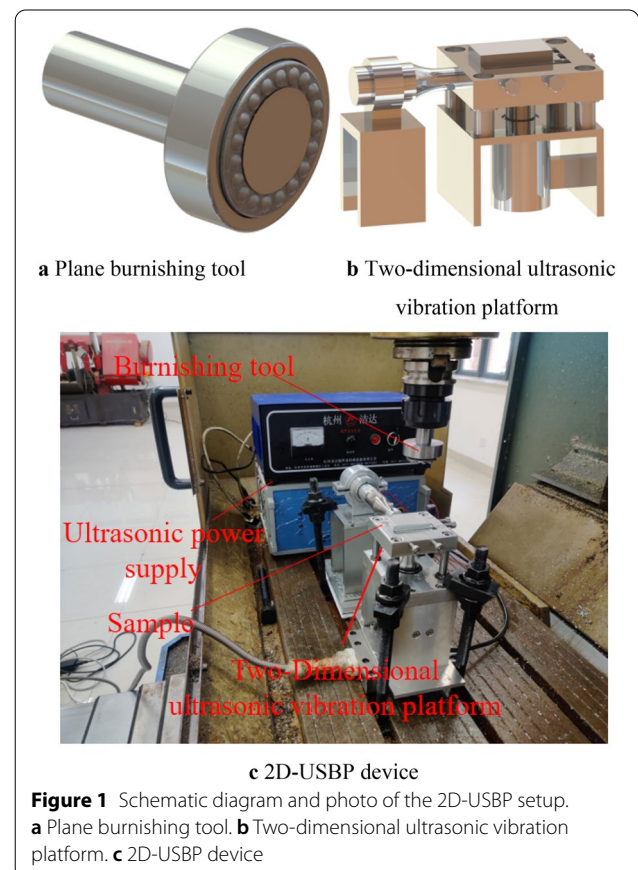 a Plane burnishing tool
b Two-dimensional ultrasonic
vibration platform
Burnishing tool
杭州 洁达
Ultrasonic power
supply
Sample
Two-Dimensional
ultrasonic vibration platform
c 2D-USBP device
Figure 1 Schematic diagram and photo of the 2D-USBP setup.
a Plane burnishing tool. b Two-dimensional ultrasonic vibration
platform. c 2D-USBP device